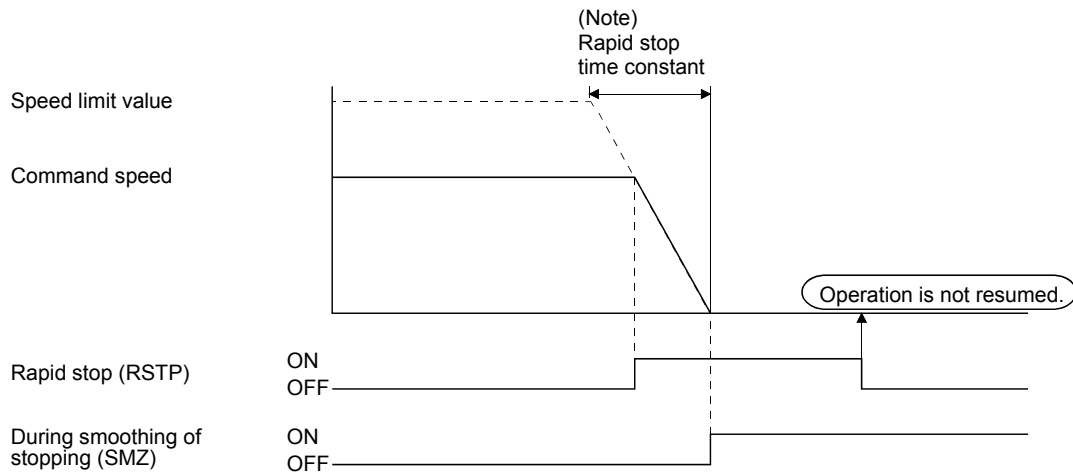 (Note)
Rapid stop
time constant
Speed limit value
Command speed
Operation is not resumed.
Rapid stop (RSTP)
ON
OFF
During smoothing of
stopping (SMZ)
ON
OFF